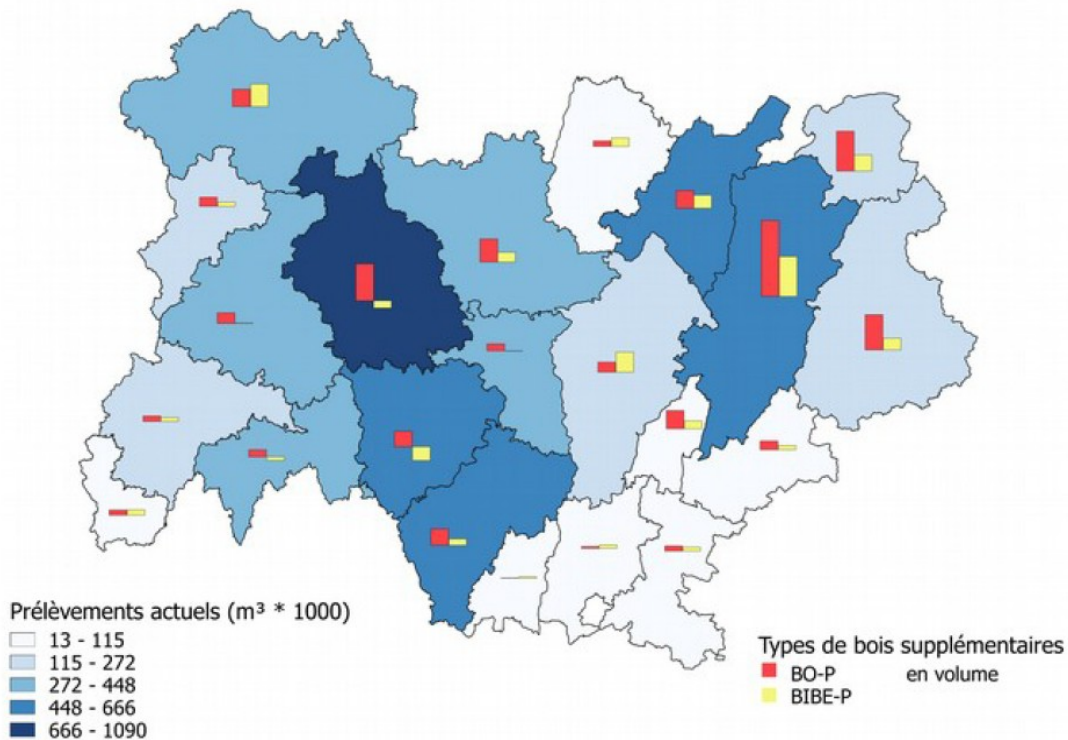 Prélèvements actuels (m³ * 1000)
13 - 115
115 - 272
272 - 448
448 - 666
666 - 1090
Types de bois supplémentaires
BO-P en volume
BIBE-P